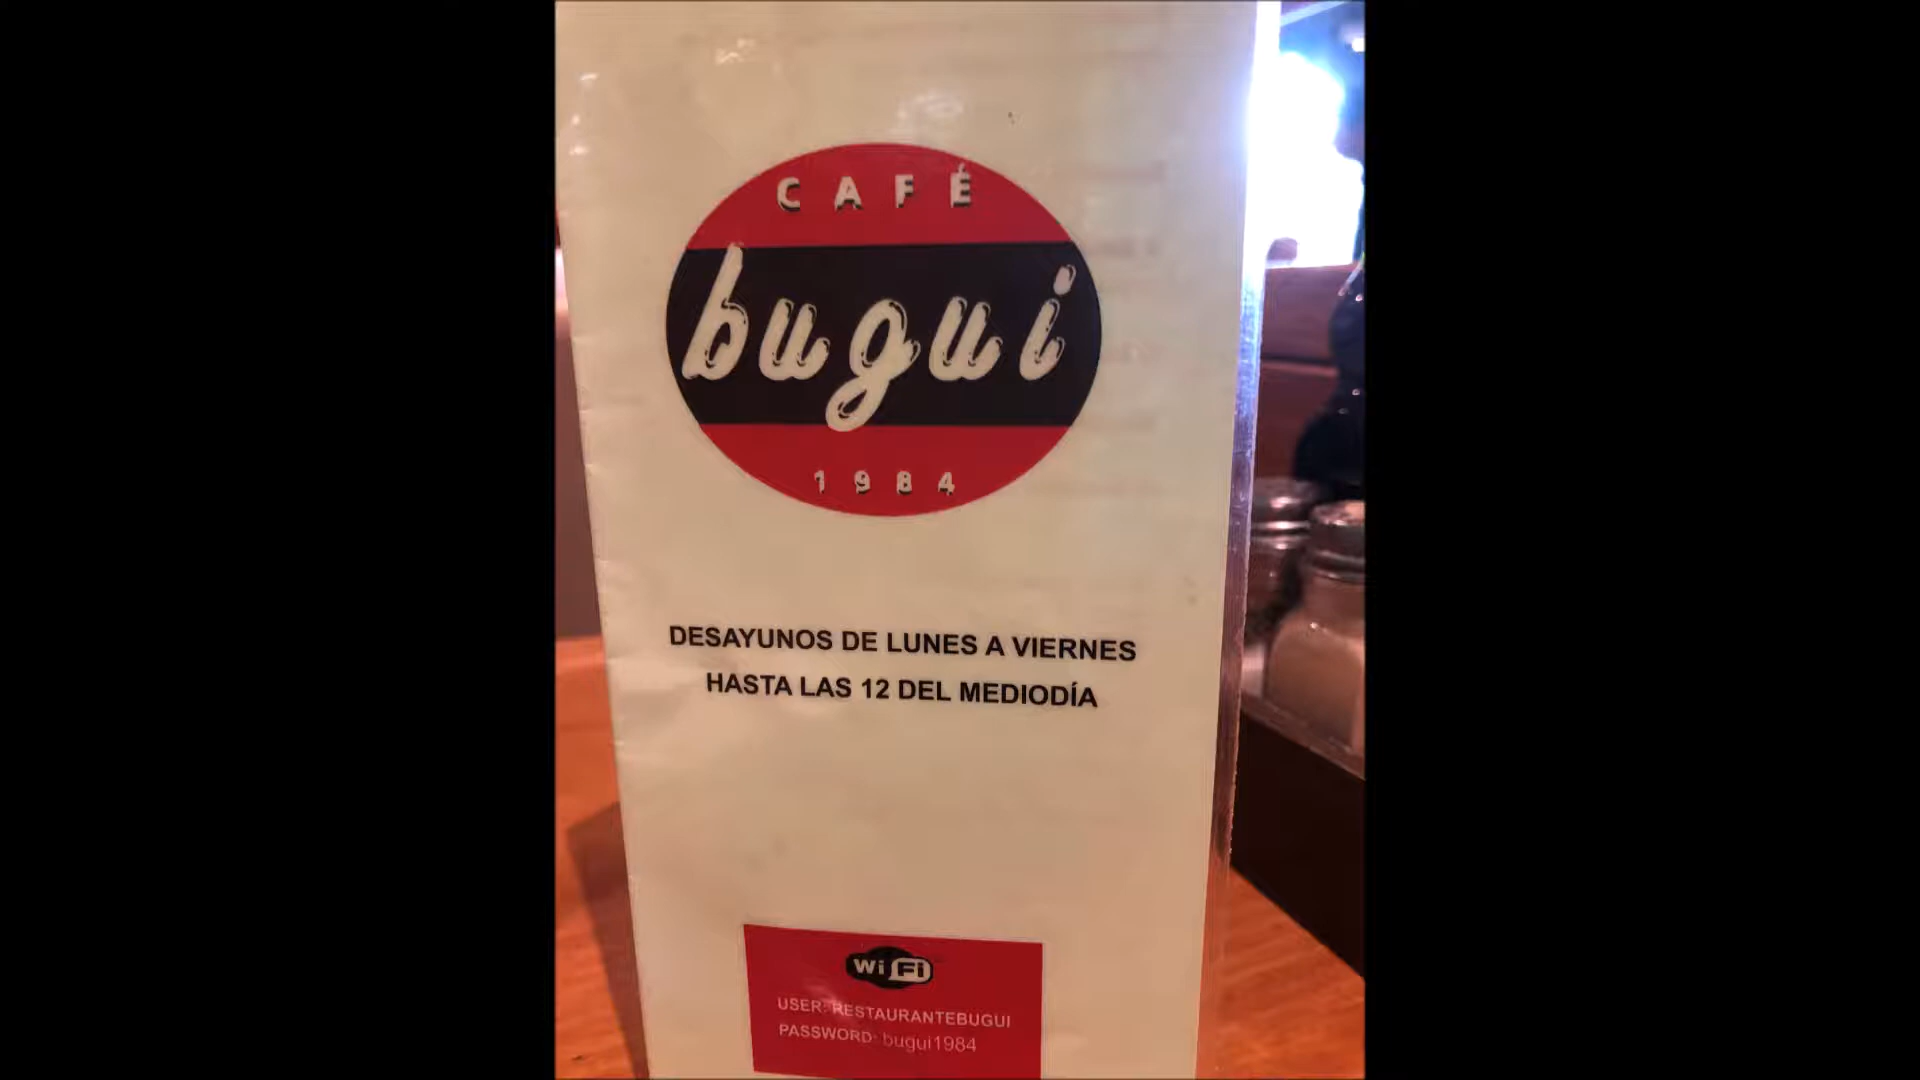 CAFÉ
bugui
1984
DESAYUNOS DE LUNES A VIERNES
HASTA LAS 12 DEL MEDIODÍA
Wi Fi
USER: RESTAURANTEBUGUI
PASSWORD: bugui1984